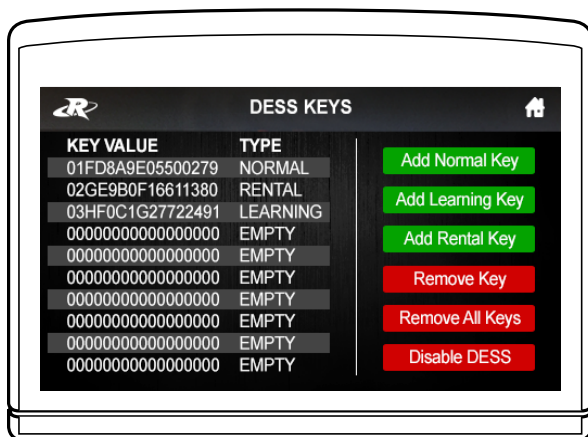 DESS KEYS
KEY VALUE TYPE
01FD8A9E05500279 NORMAL
02GE9B0F16611380 RENTAL
03HF0C1G27722491 LEARNING
0000000000000000 EMPTY
0000000000000000 EMPTY
0000000000000000 EMPTY
0000000000000000 EMPTY
0000000000000000 EMPTY
0000000000000000 EMPTY
0000000000000000 EMPTY
Add Normal Key
Add Learning Key
Add Rental Key
Remove Key
Remove All Keys
Disable DESS